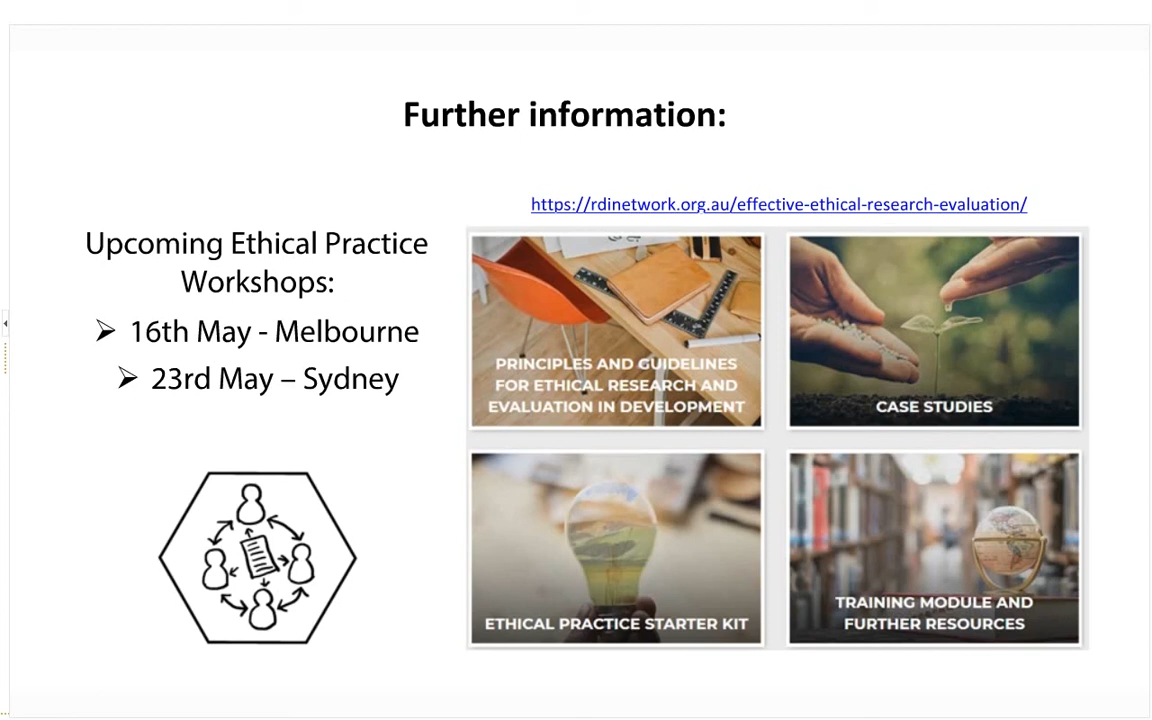 Further information:
https://rdinetwork.org.au/effective-ethical-research-evaluation/
Upcoming Ethical Practice
Workshops:
➢ 16th May - Melbourne
➢ 23rd May – Sydney
PRINCIPLES AND GUIDELINES
FOR ETHICAL RESEARCH AND
EVALUATION IN DEVELOPMENT
CASE STUDIES
ETHICAL PRACTICE STARTER KIT
TRAINING MODULE AND
FURTHER RESOURCES